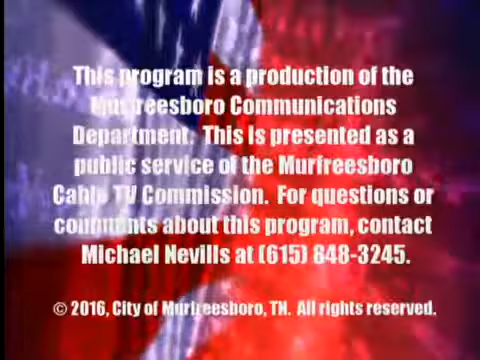 This program is a production of the
Murfreesboro Communications
Department.  This is presented as a
public service of the Murfreesboro
Cable TV Commission.  For questions or
comments about this program, contact
Michael Nevills at (615) 848-3245.
© 2016, City of Murfreesboro, TN.  All rights reserved.